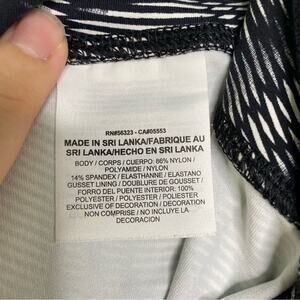 RN#56323 - CA#05553
MADE IN SRI LANKA/FABRIQUE AU
SRI LANKA/HECHO EN SRI LANKA
BODY / CORPS / CUERPO: 86% NYLON /
POLYAMIDE / NYLON
14% SPANDEX / ELASTHANNE / ELASTANO
GUSSET LINING / DOUBLURE DE GOUSSET /
FORRO DEL PUENTE INTERIOR: 100%
POLYESTER / POLYESTER / POLIESTER
EXCLUSIVE OF DECORATION / DECORATION
NON COMPRISE / NO INCLUYE LA
DECORACION